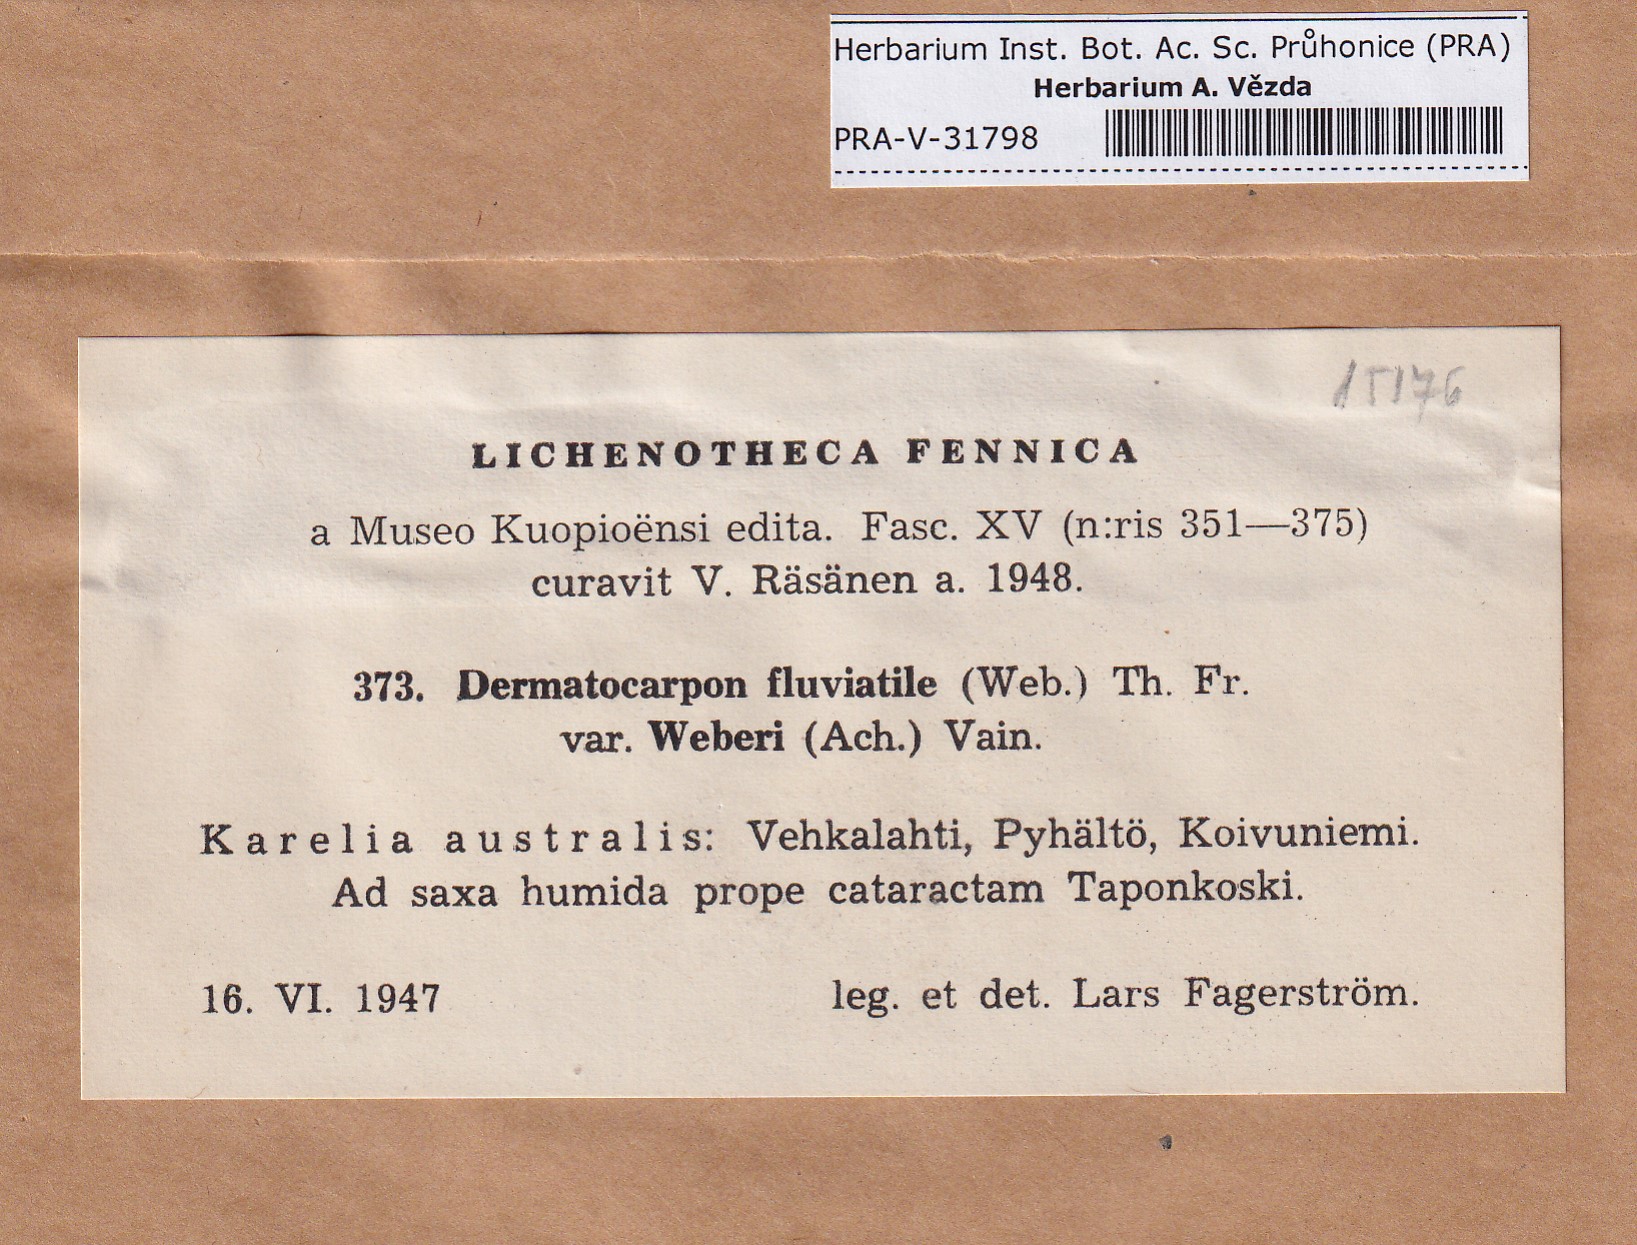 Herbarium Inst. Bot. Ac. Sc. Průhonice (PRA)
Herbarium A. Vězda
PRA-V-31798
15176
LICHENOTHECA FENNICA
a Museo Kuopioënsi edita. Fasc. XV (n:ris 351—375)
curavit V. Räsänen a. 1948.
373. Dermatocarpon fluviatile (Web.) Th. Fr.
var. Weberi (Ach.) Vain.
Karelia australis: Vehkalahti, Pyhältö, Koivuniemi.
Ad saxa humida prope cataractam Taponkoski.
16. VI. 1947 leg. et det. Lars Fagerström.